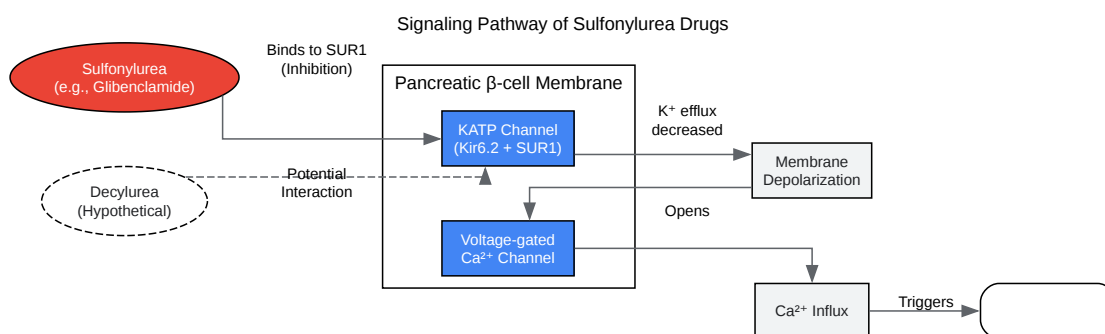 Signaling Pathway of Sulfonylurea Drugs
Binds to SUR1
(Inhibition)
Sulfonylurea
(e.g., Glibenclamide)
Pancreatic β-cell Membrane
KATP Channel
(Kir6.2 + SUR1)
K⁺ efflux
decreased
Membrane
Depolarization
Potential
Interaction
Decylurea
(Hypothetical)
Opens
Voltage-gated
Ca²⁺ Channel
Ca²⁺ Influx
Triggers